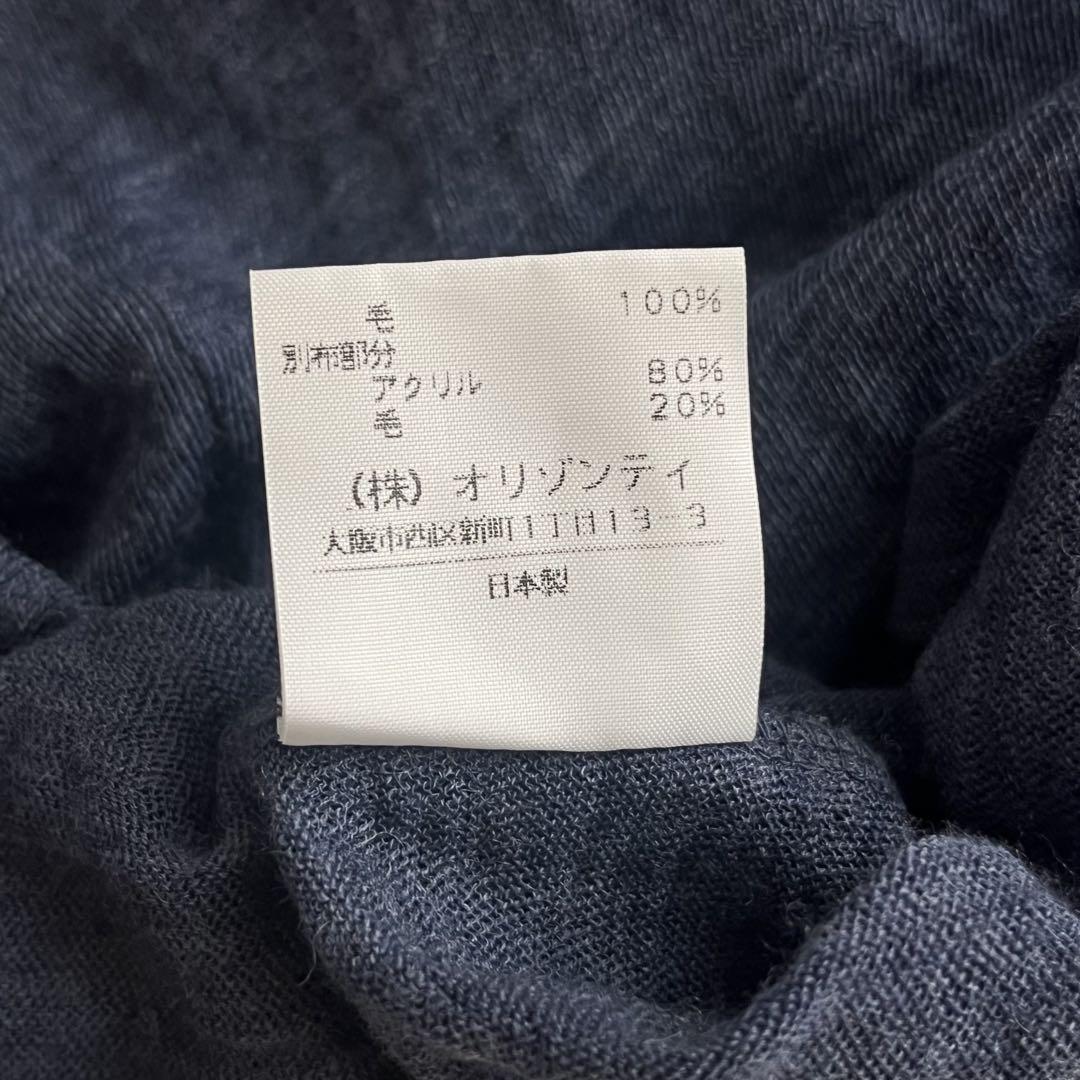 毛 100%
別布部分
アクリル 80%
毛 20%
(株) オリゾンティ
大阪市西区新町1丁目13-3
日本製